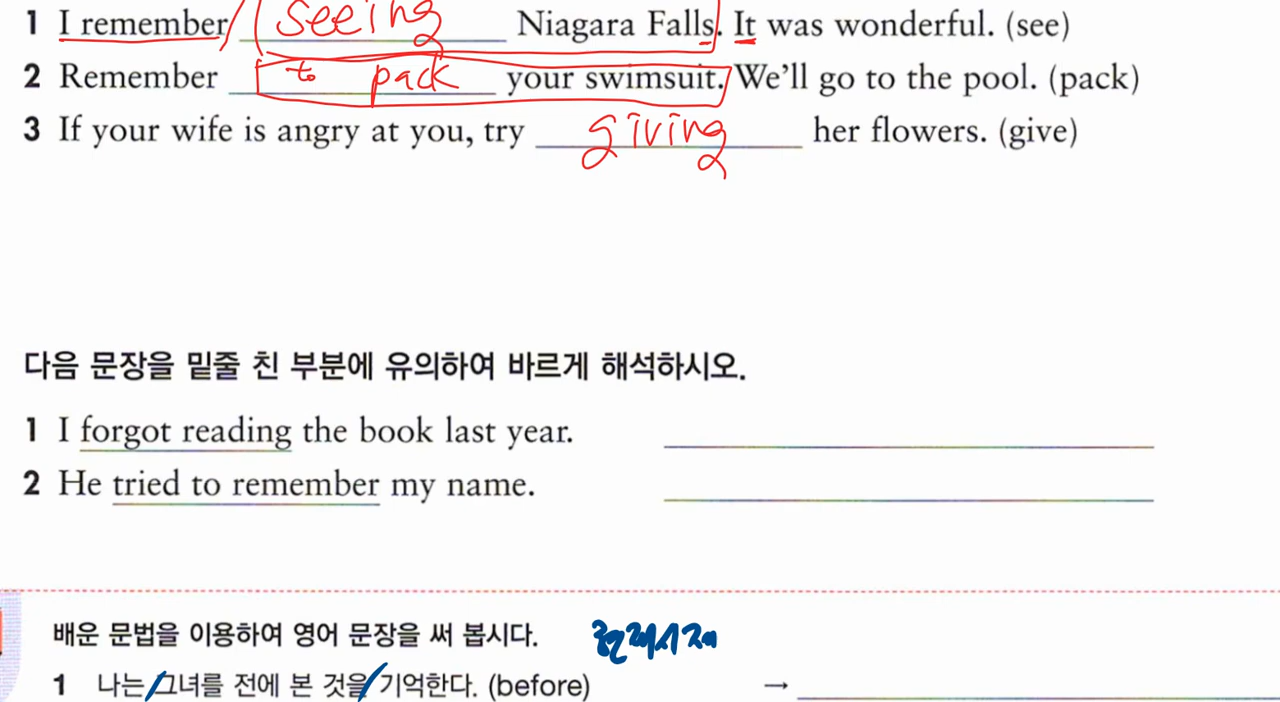 1 I remember seeing Niagara Falls. It was wonderful. (see)
2 Remember to pack your swimsuit. We'll go to the pool. (pack)
3 If your wife is angry at you, try giving her flowers. (give)
다음 문장을 밑줄 친 부분에 유의하여 바르게 해석하시오.
1 I forgot reading the book last year.
2 He tried to remember my name.
배운 문법을 이용하여 영어 문장을 써 봅시다. 현재시제
1 나는/그녀를 전에 본 것을/기억한다. (before) →